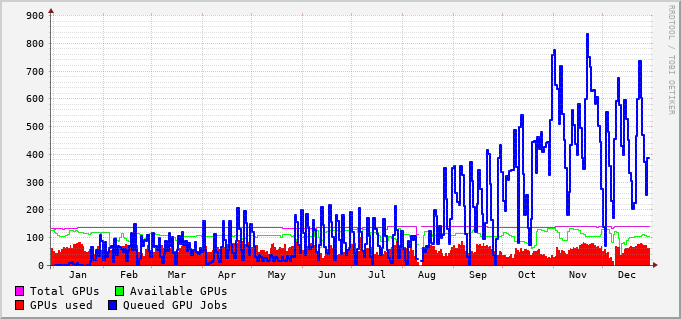 RRDTOOL / TOBI OETIKER
900
800
700
600
500
400
300
200
100
0
Jan Feb Mar Apr May Jun Jul Aug Sep Oct Nov Dec
Total GPUs Available GPUs
GPUs used Queued GPU Jobs